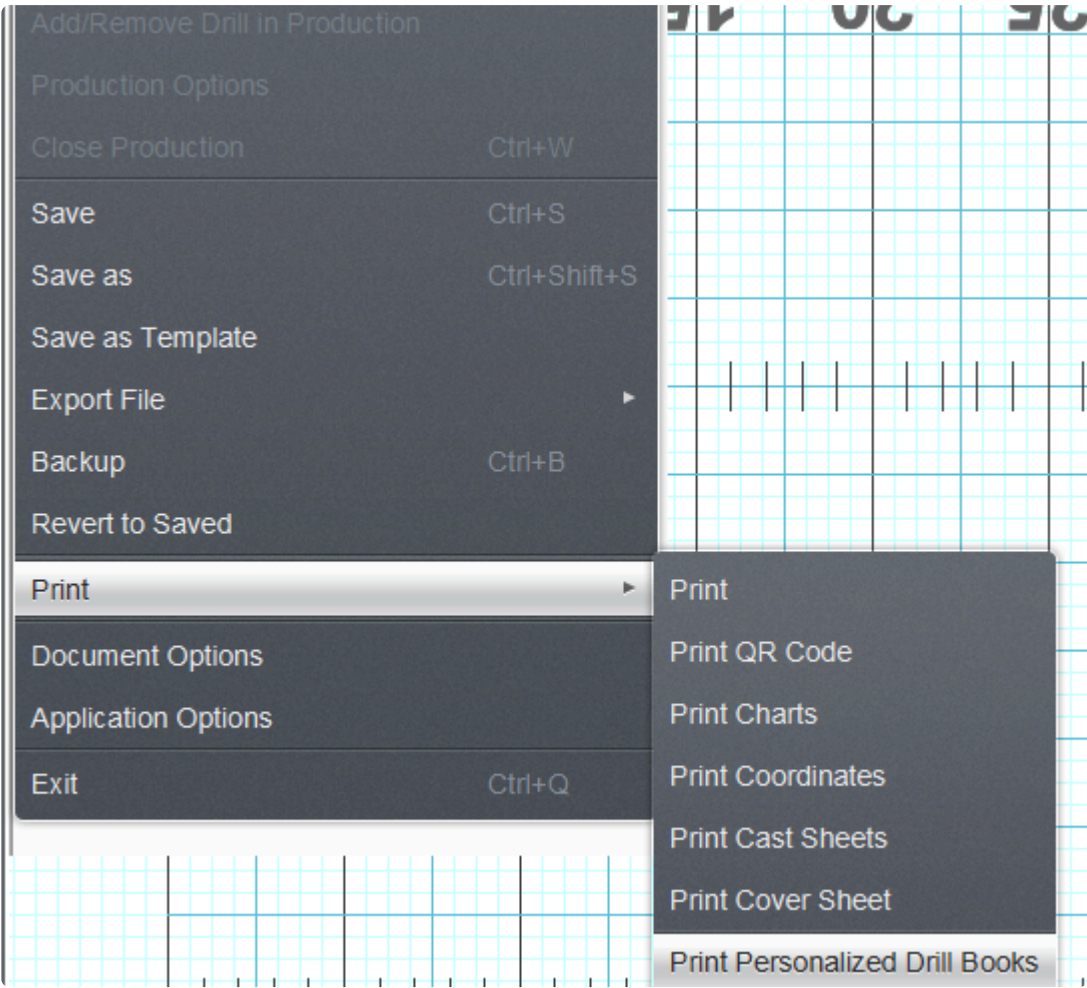 Add/Remove Drill in Production
Production Options
Close Production Ctrl+W
Save Ctrl+S
Save as Ctrl+Shift+S
Save as Template
Export File
Backup Ctrl+B
Revert to Saved
Print
Document Options
Application Options
Exit Ctrl+Q
Print
Print QR Code
Print Charts
Print Coordinates
Print Cast Sheets
Print Cover Sheet
Print Personalized Drill Books